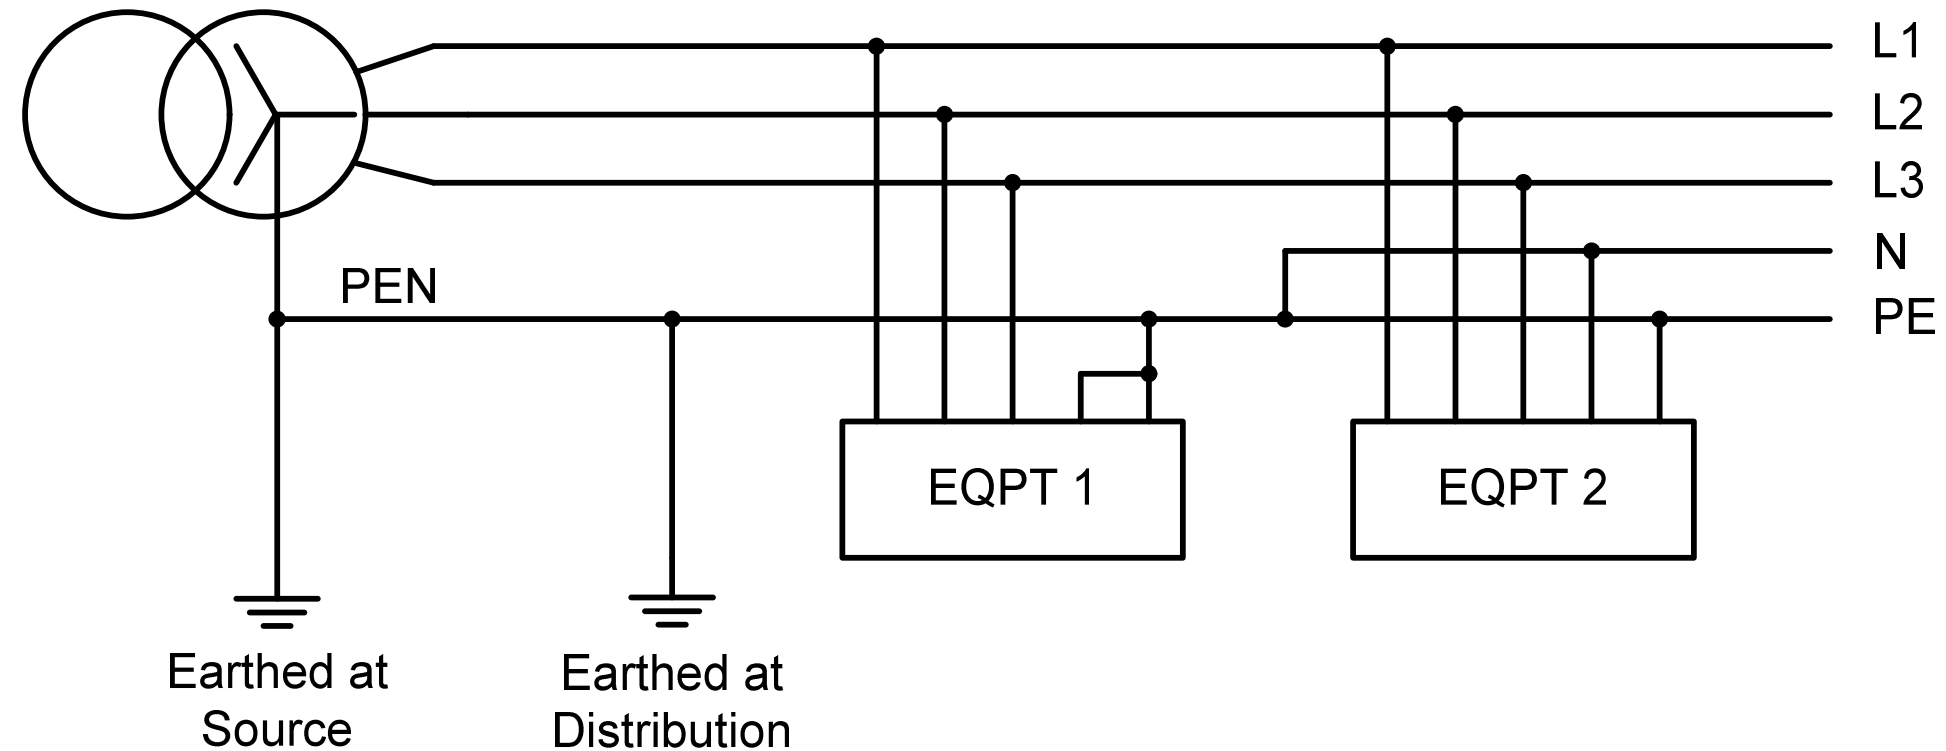 L1
L2
L3
N
PEN
PE
EQPT 1
EQPT 2
Earthed at
Source
Earthed at
Distribution